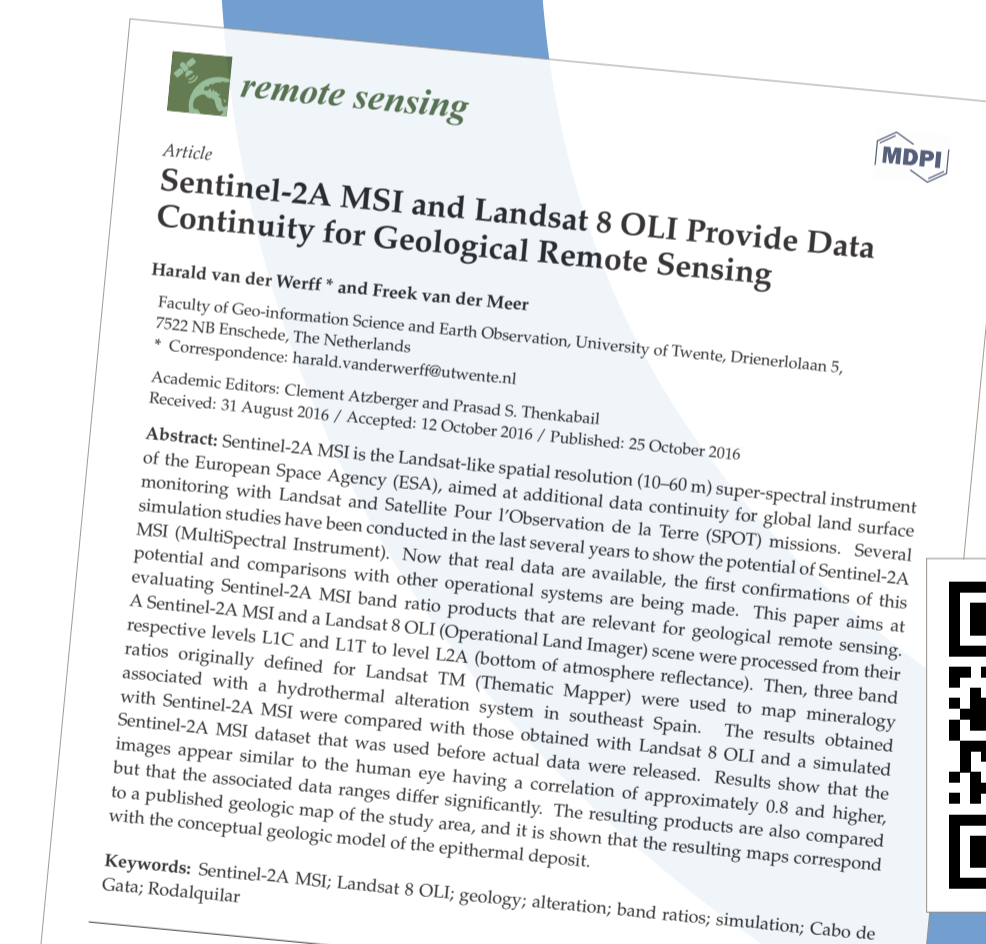 remote sensing
MDPI
Article
Sentinel-2A MSI and Landsat 8 OLI Provide Data
Continuity for Geological Remote Sensing
Harald van der Werff * and Freek van der Meer
Faculty of Geo-information Science and Earth Observation, University of Twente, Drienerlolaan 5,
7522 NB Enschede, The Netherlands
* Correspondence: harald.vanderwerff@utwente.nl
Academic Editors: Clement Atzberger and Prasad S. Thenkabail
Received: 31 August 2016 / Accepted: 12 October 2016 / Published: 25 October 2016
Abstract: Sentinel-2A MSI is the Landsat-like spatial resolution (10–60 m) super-spectral instrument
of the European Space Agency (ESA), aimed at additional data continuity for global land surface
monitoring with Landsat and Satellite Pour l'Observation de la Terre (SPOT) missions. Several
simulation studies have been conducted in the last several years to show the potential of Sentinel-2A
MSI (MultiSpectral Instrument). Now that real data are available, the first confirmations of this
potential and comparisons with other operational systems are being made. This paper aims at
evaluating Sentinel-2A MSI band ratio products that are relevant for geological remote sensing.
A Sentinel-2A MSI and a Landsat 8 OLI (Operational Land Imager) scene were processed from their
respective levels L1C and L1T to level L2A (bottom of atmosphere reflectance). Then, three band
ratios originally defined for Landsat TM (Thematic Mapper) were used to map mineralogy
associated with a hydrothermal alteration system in southeast Spain. The results obtained
with Sentinel-2A MSI were compared with those obtained with Landsat 8 OLI and a simulated
Sentinel-2A MSI dataset that was used before actual data were released. Results show that the
images appear similar to the human eye having a correlation of approximately 0.8 and higher,
but that the associated data ranges differ significantly. The resulting products are also compared
to a published geologic map of the study area, and it is shown that the resulting maps correspond
with the conceptual geologic model of the epithermal deposit.
Keywords: Sentinel-2A MSI; Landsat 8 OLI; geology; alteration; band ratios; simulation; Cabo de
Gata; Rodalquilar